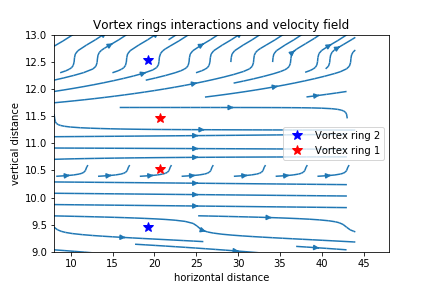 Vortex rings interactions and velocity field
vertical distance
13.0
12.5
12.0
11.5
11.0
10.5
10.0
9.5
9.0
Vortex ring 2
Vortex ring 1
10 15 20 25 30 35 40 45
horizontal distance